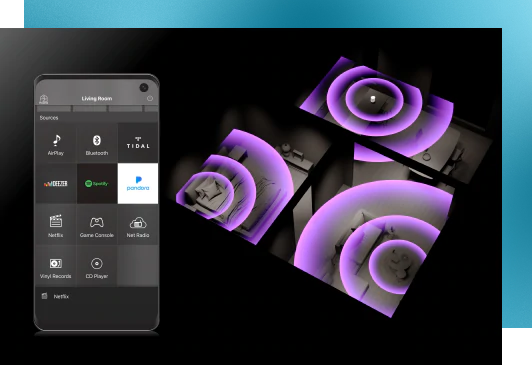 Living Room
Sources
AirPlay
Bluetooth
TIDAL
DEEZER
Spotify
pandora
Netflix
Game Console
Net Radio
Vinyl Records
CD Player
Netflix